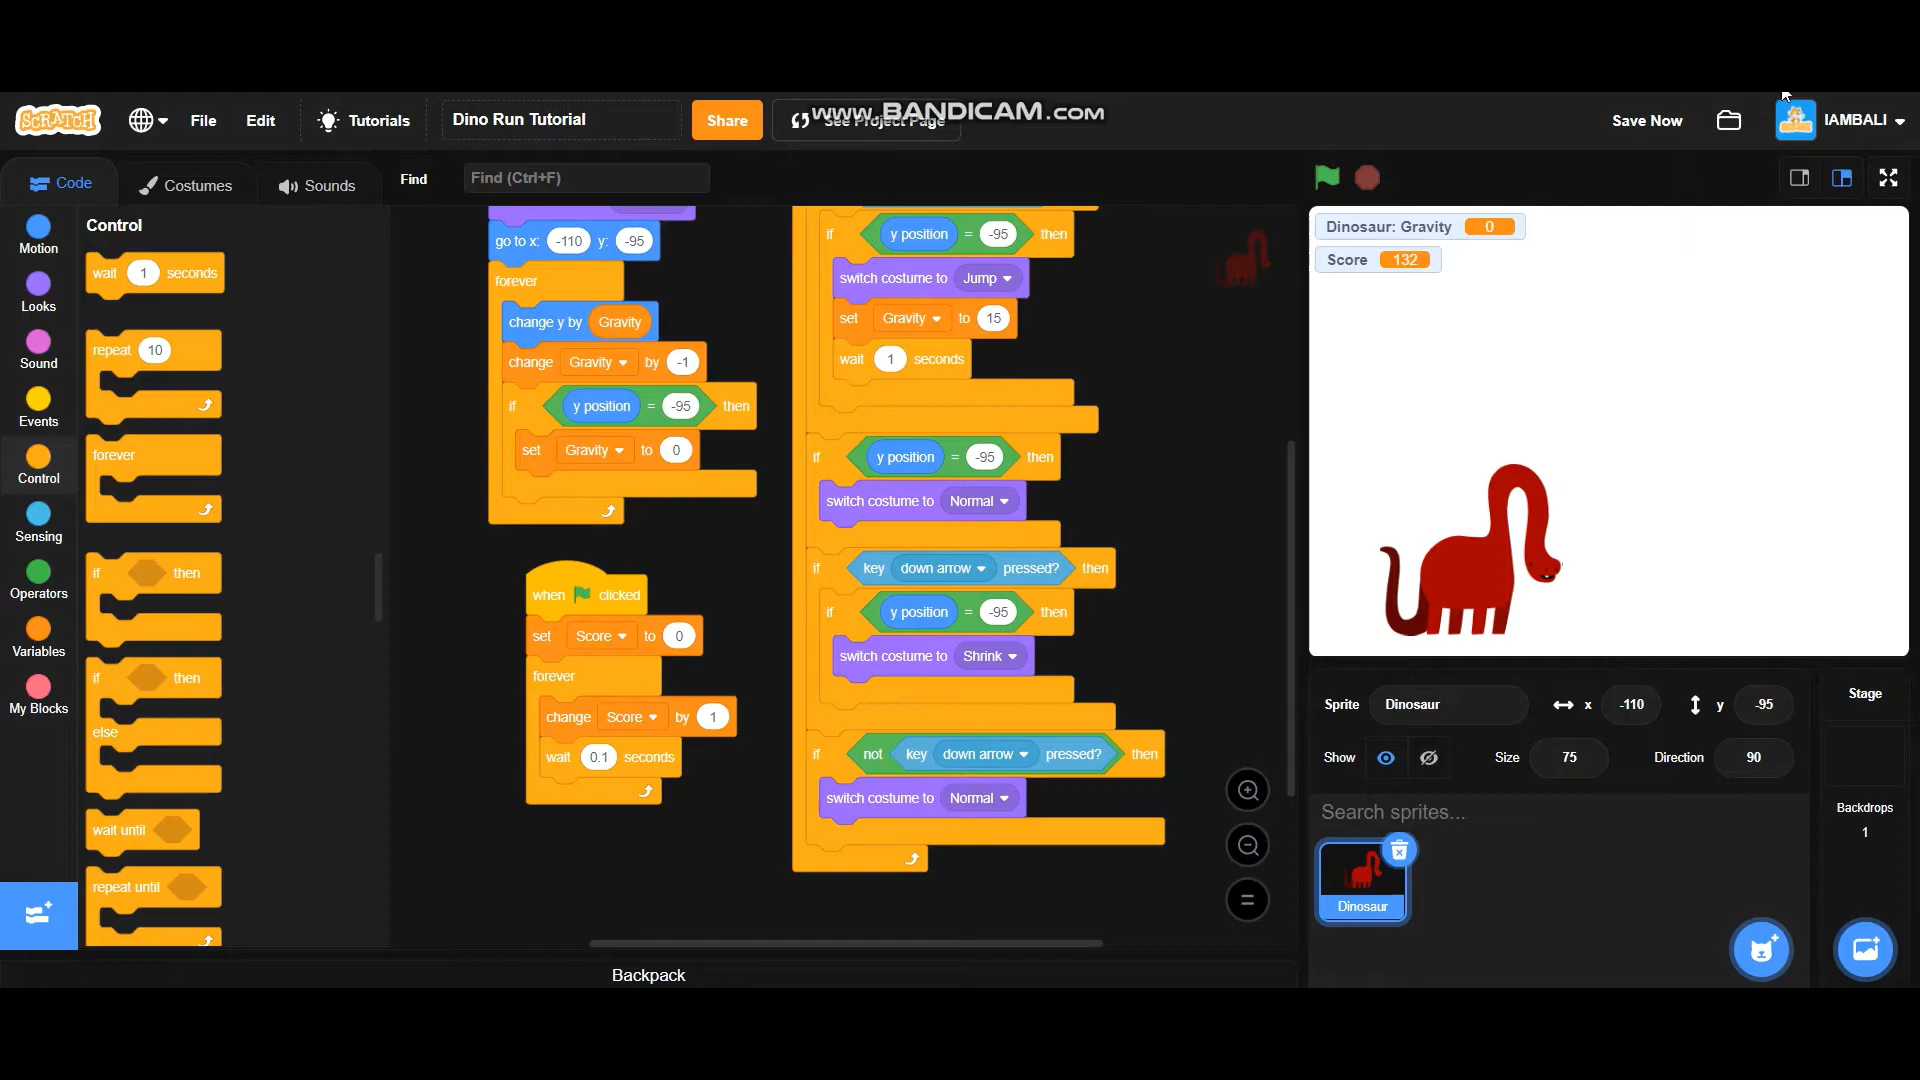 SCRATCH File Edit Tutorials Dino Run Tutorial Share See Project Page www.BANDICAM.com Save Now IAMBALI
Code Costumes Sounds Find Find (Ctrl+F)
Motion
Looks
Sound
Events
Control
Sensing
Operators
Variables
My Blocks
Control
wait 1 seconds
repeat 10
forever
if then
if then
else
wait until
repeat until
go to x: -110 y: -95
forever
change y by Gravity
change Gravity by -1
if y position = -95 then
set Gravity to 0
when clicked
set Score to 0
forever
change Score by 1
wait 0.1 seconds
if y position = -95 then
switch costume to Jump
set Gravity to 15
wait 1 seconds
if y position = -95 then
switch costume to Normal
if key down arrow pressed? then
if y position = -95 then
switch costume to Shrink
if not key down arrow pressed? then
switch costume to Normal
Dinosaur: Gravity 0
Score 132
Sprite Dinosaur x -110 y -95
Show Size 75 Direction 90
Search sprites...
Dinosaur
Stage
Backdrops
1
Backpack